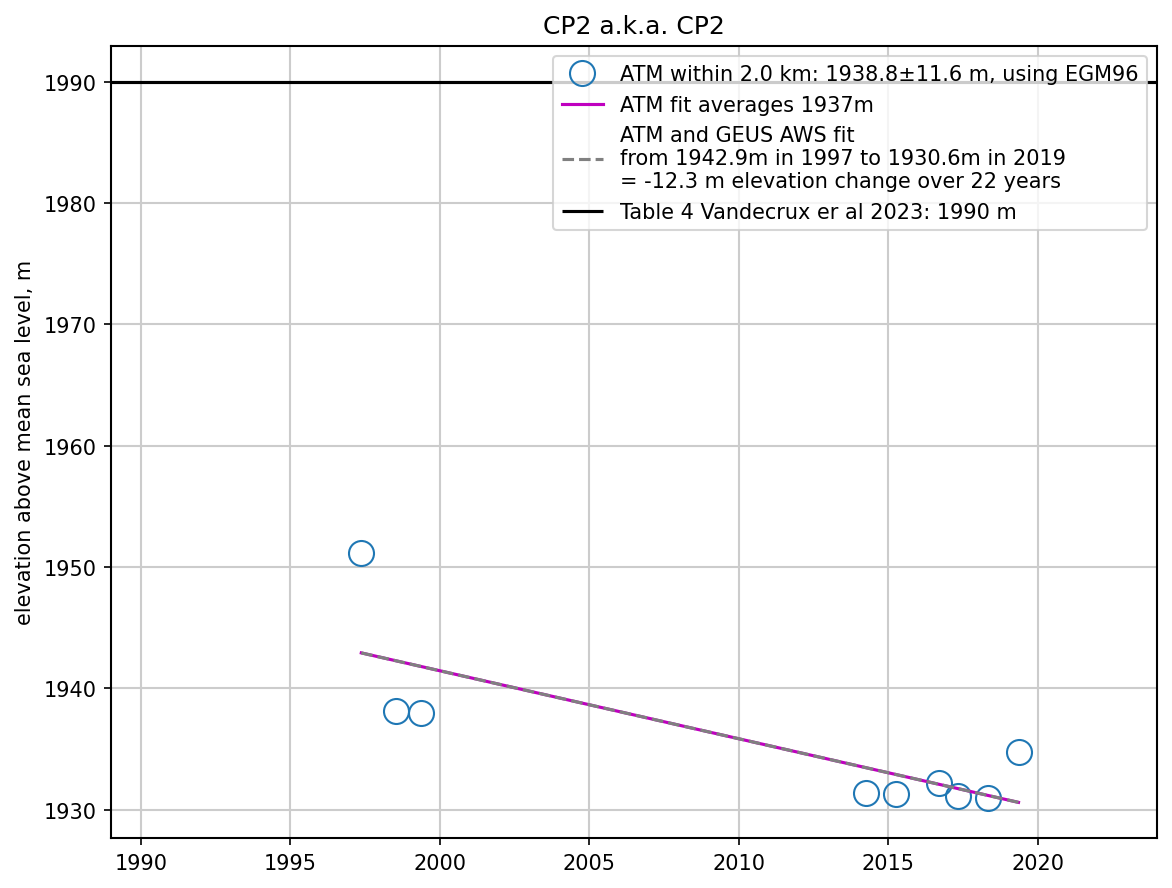 CP2 a.k.a. CP2
elevation above mean sea level, m
1990
1980
1970
1960
1950
1940
1930
ATM within 2.0 km: 1938.8±11.6 m, using EGM96
ATM fit averages 1937m
ATM and GEUS AWS fit
from 1942.9m in 1997 to 1930.6m in 2019
= -12.3 m elevation change over 22 years
Table 4 Vandecrux er al 2023: 1990 m
1990
1995
2000
2005
2010
2015
2020